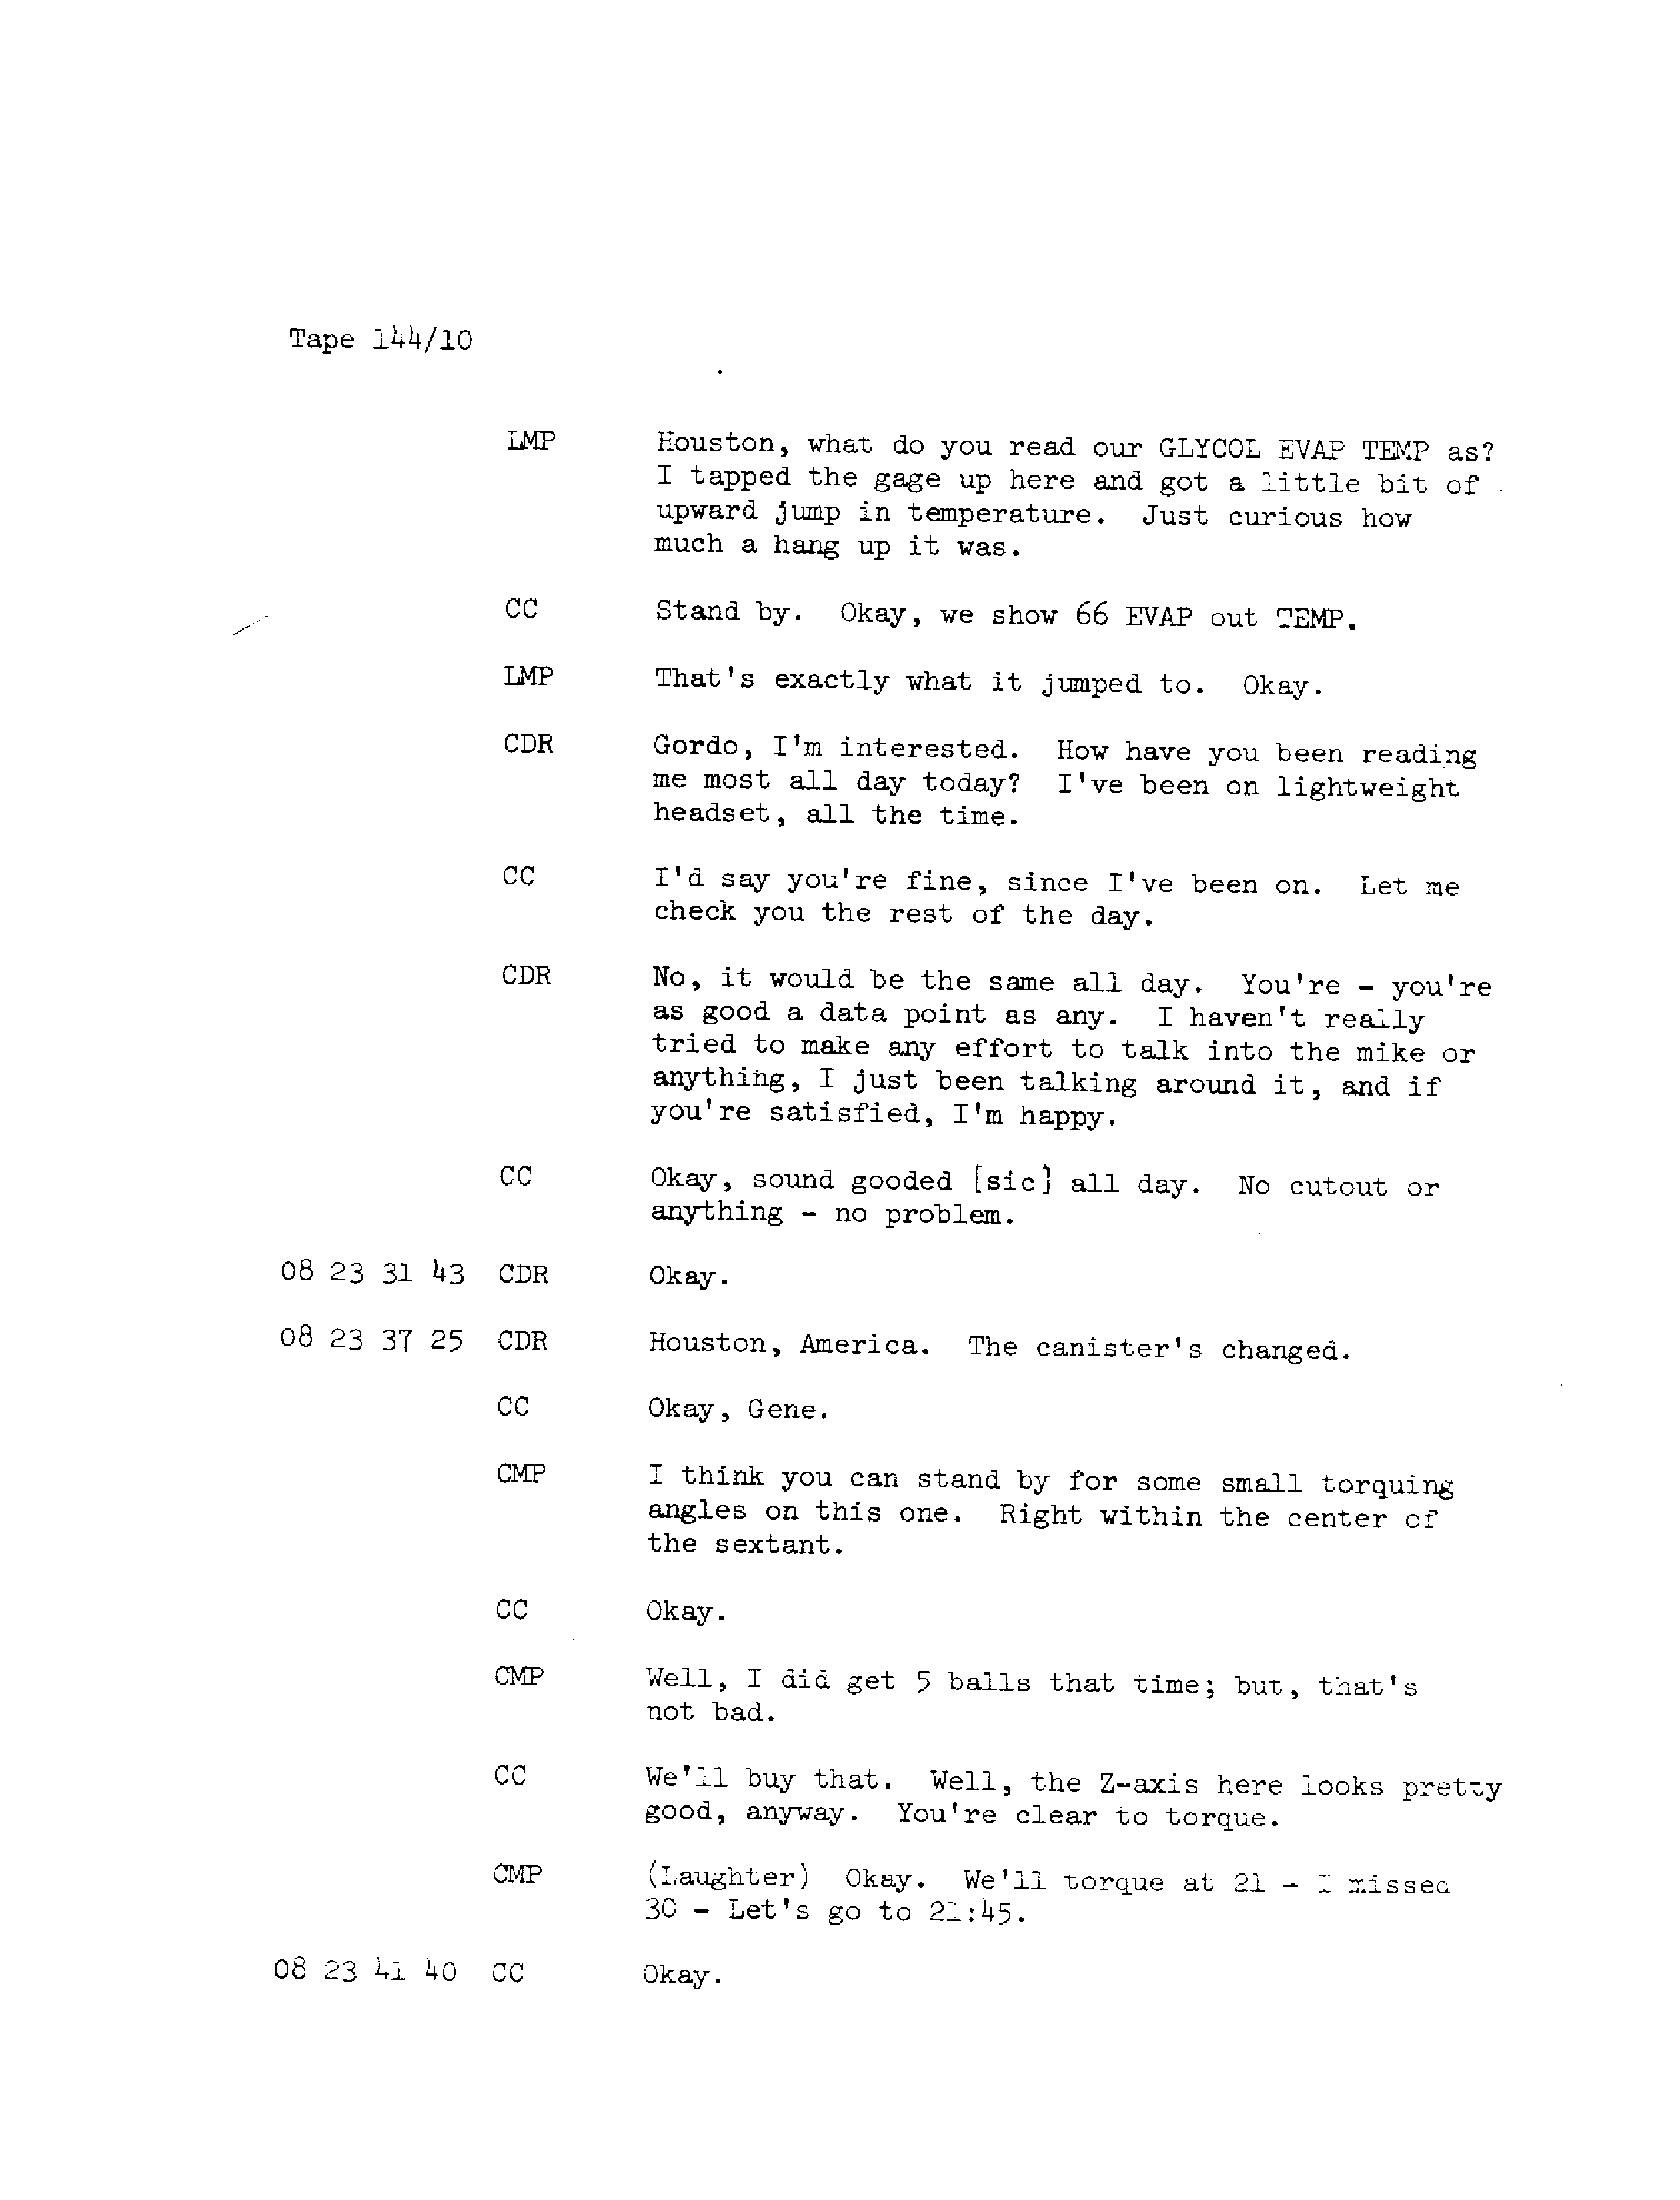 Tape 144/10
LMP Houston, what do you read our GLYCOL EVAP TEMP as?
I tapped the gage up here and got a little bit of
upward jump in temperature. Just curious how
much a hang up it was.
CC Stand by. Okay, we show 66 EVAP out TEMP.
LMP That's exactly what it jumped to. Okay.
CDR Gordo, I'm interested. How have you been reading
me most all day today? I've been on lightweight
headset, all the time.
CC I'd say you're fine, since I've been on. Let me
check you the rest of the day.
CDR No, it would be the same all day. You're - you're
as good a data point as any. I haven't really
tried to make any effort to talk into the mike or
anything, I just been talking around it, and if
you're satisfied, I'm happy.
CC Okay, sound gooded [sic] all day. No cutout or
anything - no problem.
08 23 31 43 CDR Okay.
08 23 37 25 CDR Houston, America. The canister's changed.
CC Okay, Gene.
CMP I think you can stand by for some small torquing
angles on this one. Right within the center of
the sextant.
CC Okay.
CMP Well, I did get 5 balls that time; but, that's
not bad.
CC We'll buy that. Well, the Z-axis here looks pretty
good, anyway. You're clear to torque.
CMP (Laughter) Okay. We'll torque at 21 - I missed
30 - Let's go to 21:45.
08 23 41 40 CC Okay.